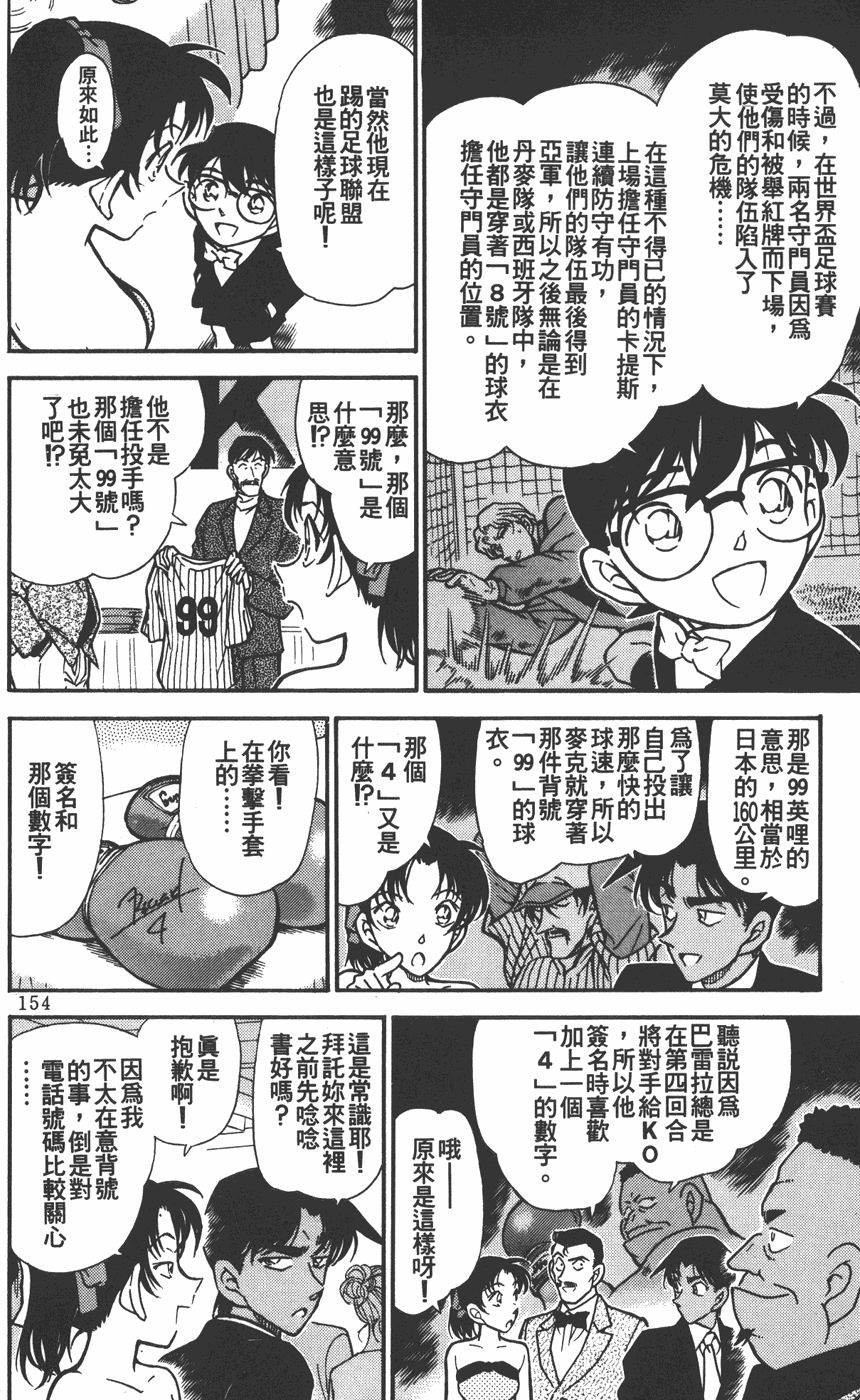 不過，在世界盃足球賽
的時候，兩名守門員因為
受傷和被舉紅牌而下場，
使他們的隊伍陷入了
莫大的危機……
在這種不得已的情況下，
上場擔任守門員的卡提斯
連續防守有功，
讓他們的隊伍最後得到
亞軍，所以之後無論是在
丹麥隊或西班牙隊中，
他都是穿著「8號」的球衣
擔任守門員的位置。
當然他現在
踢的足球聯盟
也是這樣子呢！
原來如此…
那麼，那個
「99號」是
什麼意
思!?
他不是
擔任投手嗎？
那個「99號」
也未免太大
了吧!?
K
99
那是99英哩的
意思，相當於
日本的160公里。
為了讓
自己投出
那麼快的
球速，所以
麥克就穿著
那件背號
「99」的球
衣。
那個
「4」又是
什麼!?
你看！
在拳擊手套
上的……
簽名和
那個數字！
4
154
聽說因為
巴雷拉總是
在第四回合
將對手給KO
，所以他
簽名時喜歡
加上一個
「4」的數字。
哦——
原來是這樣呀！
這是常識耶！
拜託妳來這裡
之前先唸唸
書好嗎？
真是
抱歉啊！
因為我
不太在意背號
的事，倒是對
電話號碼比較關心
……